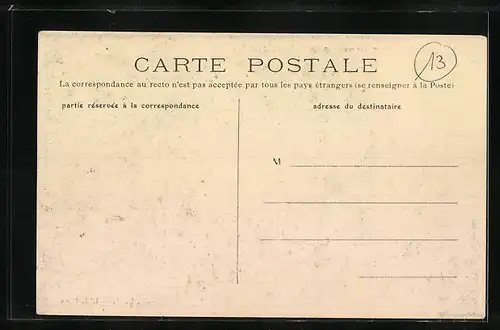 CARTE POSTALE
13
La correspondance au recto n'est pas acceptée par tous les pays étrangers (se renseigner à la Poste)
partie réservée à la correspondance
adresse du destinataire
M